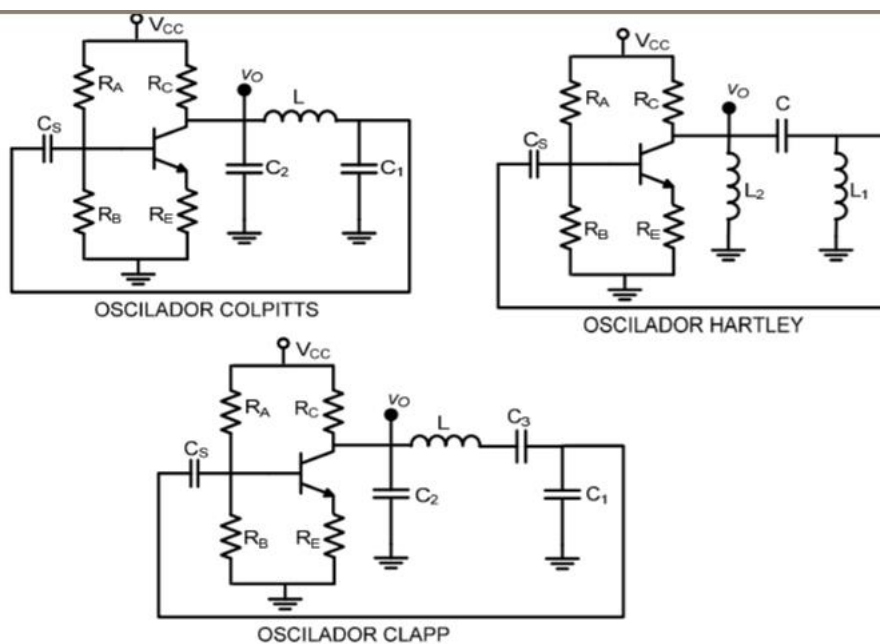 VCC
RA
RC
vO
L
CS
C2
C1
RB
RE
OSCILADOR COLPITTS
VCC
RA
RC
vO
C
CS
L2
L1
RB
RE
OSCILADOR HARTLEY
VCC
RA
RC
vO
L
C3
CS
C2
C1
RB
RE
OSCILADOR CLAPP